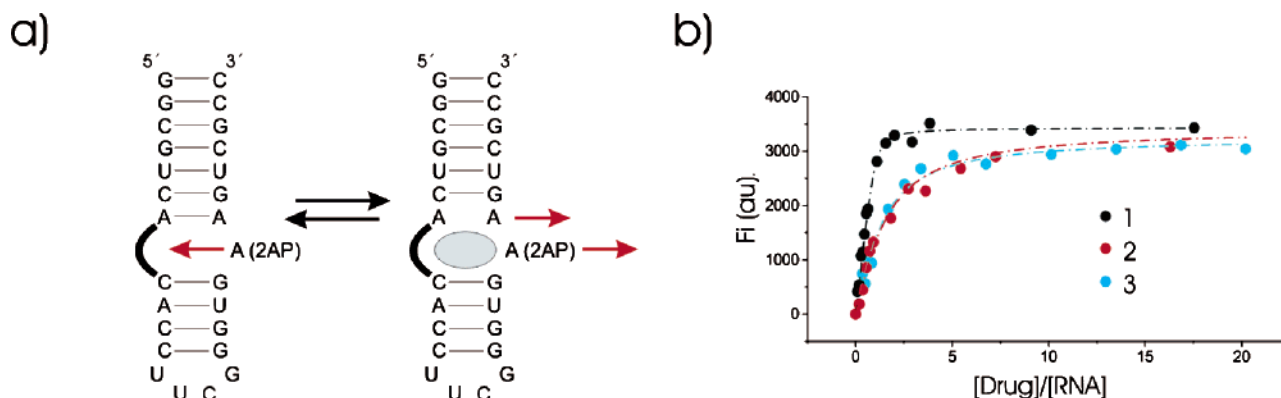 a)
b)
5´ 3´
G C
G C
C G
G C
U U
C G
A A
A (2AP)
C G
A U
C G
C G
U G
U C
5´ 3´
G C
G C
C G
G C
U U
C G
A A
A (2AP)
C G
A U
C G
C G
U G
U C
Fi (au).
4000
3000
2000
1000
0
1
2
3
0 5 10 15 20
[Drug]/[RNA]